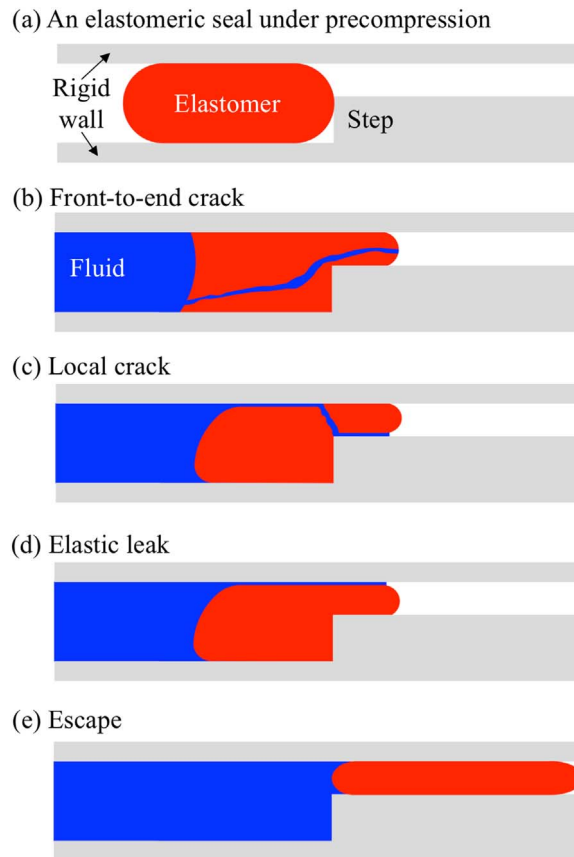 (a) An elastomeric seal under precompression
Rigid
wall
Elastomer
Step
(b) Front-to-end crack
Fluid
(c) Local crack
(d) Elastic leak
(e) Escape